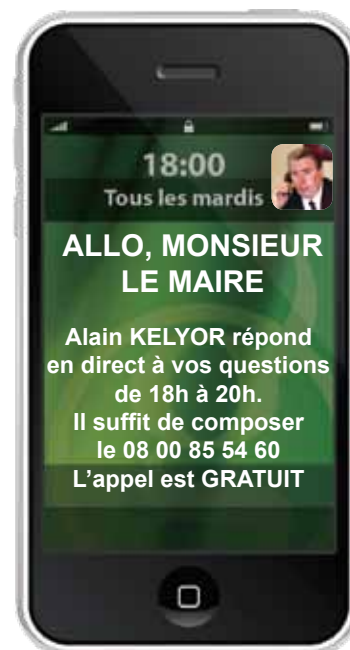 18:00
Tous les mardis
ALLO, MONSIEUR
LE MAIRE
Alain KELYOR répond
en direct à vos questions
de 18h à 20h.
Il suffit de composer
le 08 00 85 54 60
L'appel est GRATUIT